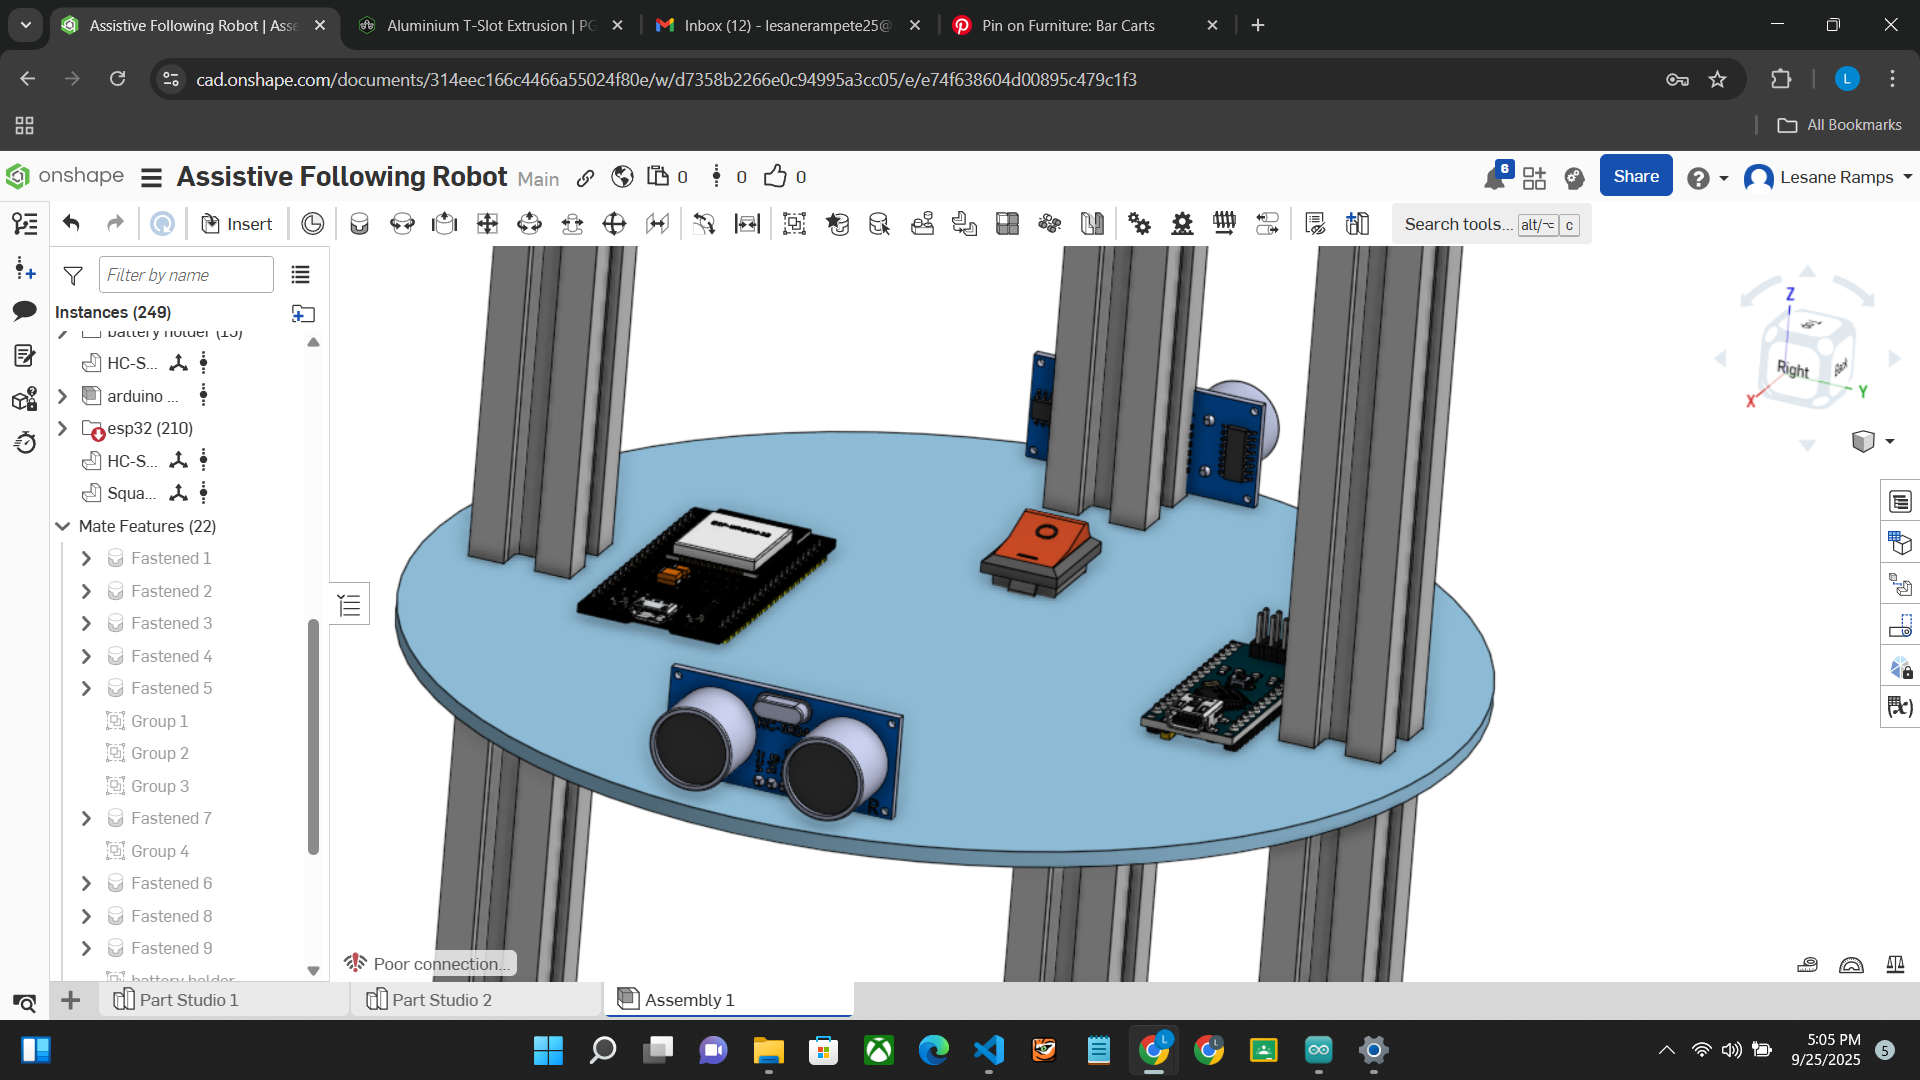 Assistive Following Robot | Asse
Aluminium T-Slot Extrusion | PG
Inbox (12) - lesanerampete25@
Pin on Furniture: Bar Carts
cad.onshape.com/documents/314eec166c4466a55024f80e/w/d7358b2266e0c94995a3cc05/e/e74f638604d00895c479c1f3
L
All Bookmarks
onshape
Assistive Following Robot Main
0
0
0
6
Share
Lesane Ramps
Insert
Search tools... alt/⌥ c
Filter by name
Instances (249)
battery holder (15)
HC-S...
arduino ...
esp32 (210)
HC-S...
Squa...
Mate Features (22)
Fastened 1
Fastened 2
Fastened 3
Fastened 4
Fastened 5
Group 1
Group 2
Group 3
Fastened 7
Group 4
Fastened 6
Fastened 8
Fastened 9
battery holder
Z
Right
Back
X
Y
R
Poor connection...
Part Studio 1
Part Studio 2
Assembly 1
5:05 PM
9/25/2025
5